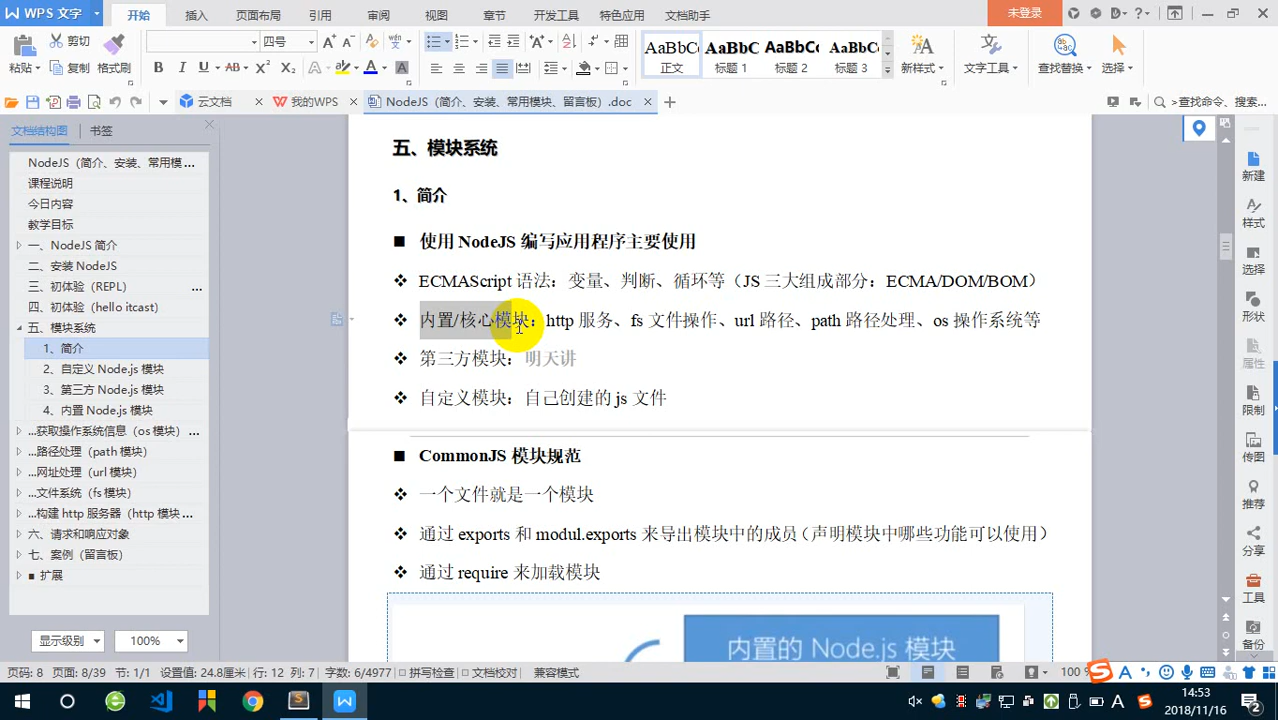 WPS 文字
开始
插入
页面布局
引用
审阅
视图
章节
开发工具
特色应用
文档助手
未登录
剪切
粘贴
复制
格式刷
四号
AaBbCc
正文
AaBbC
标题 1
AaBbC
标题 2
AaBbC
标题 3
新样式
文字工具
查找替换
选择
云文档
我的WPS
NodeJS（简介、安装、常用模块、留言板）.doc
>查找命令、搜索...
文档结构图
书签
NodeJS（简介、安装、常用模...
课程说明
今日内容
教学目标
一、NodeJS 简介
二、安装 NodeJS
三、初体验（REPL） ...
四、初体验（hello itcast）
五、模块系统
1、简介
2、自定义 Node.js 模块
3、第三方 Node.js 模块
4、内置 Node.js 模块
...获取操作系统信息（os 模块） ...
...路径处理（path 模块）
...网址处理（url 模块）
...文件系统（fs 模块）
...构建 http 服务器（http 模块 ...
六、请求和响应对象
七、案例（留言板）
■ 扩展
显示级别
100%
五、模块系统
1、简介
■ 使用 NodeJS 编写应用程序主要使用
❖ ECMAScript 语法：变量、判断、循环等（JS 三大组成部分：ECMA/DOM/BOM）
❖ 内置/核心模块：http 服务、fs 文件操作、url 路径、path 路径处理、os 操作系统等
❖ 第三方模块：明天讲
❖ 自定义模块：自己创建的 js 文件
■ CommonJS 模块规范
❖ 一个文件就是一个模块
❖ 通过 exports 和 modul.exports 来导出模块中的成员（声明模块中哪些功能可以使用）
❖ 通过 require 来加载模块
内置的 Node.js 模块
新建
样式
选择
形状
属性
限制
传图
推荐
分享
工具
备份
页码: 8 页面: 8/39 节: 1/1 设置值: 24.8厘米 行: 12 列: 7 字数: 6/4977 拼写检查 文档校对 兼容模式
100 %
14:53
2018/11/16